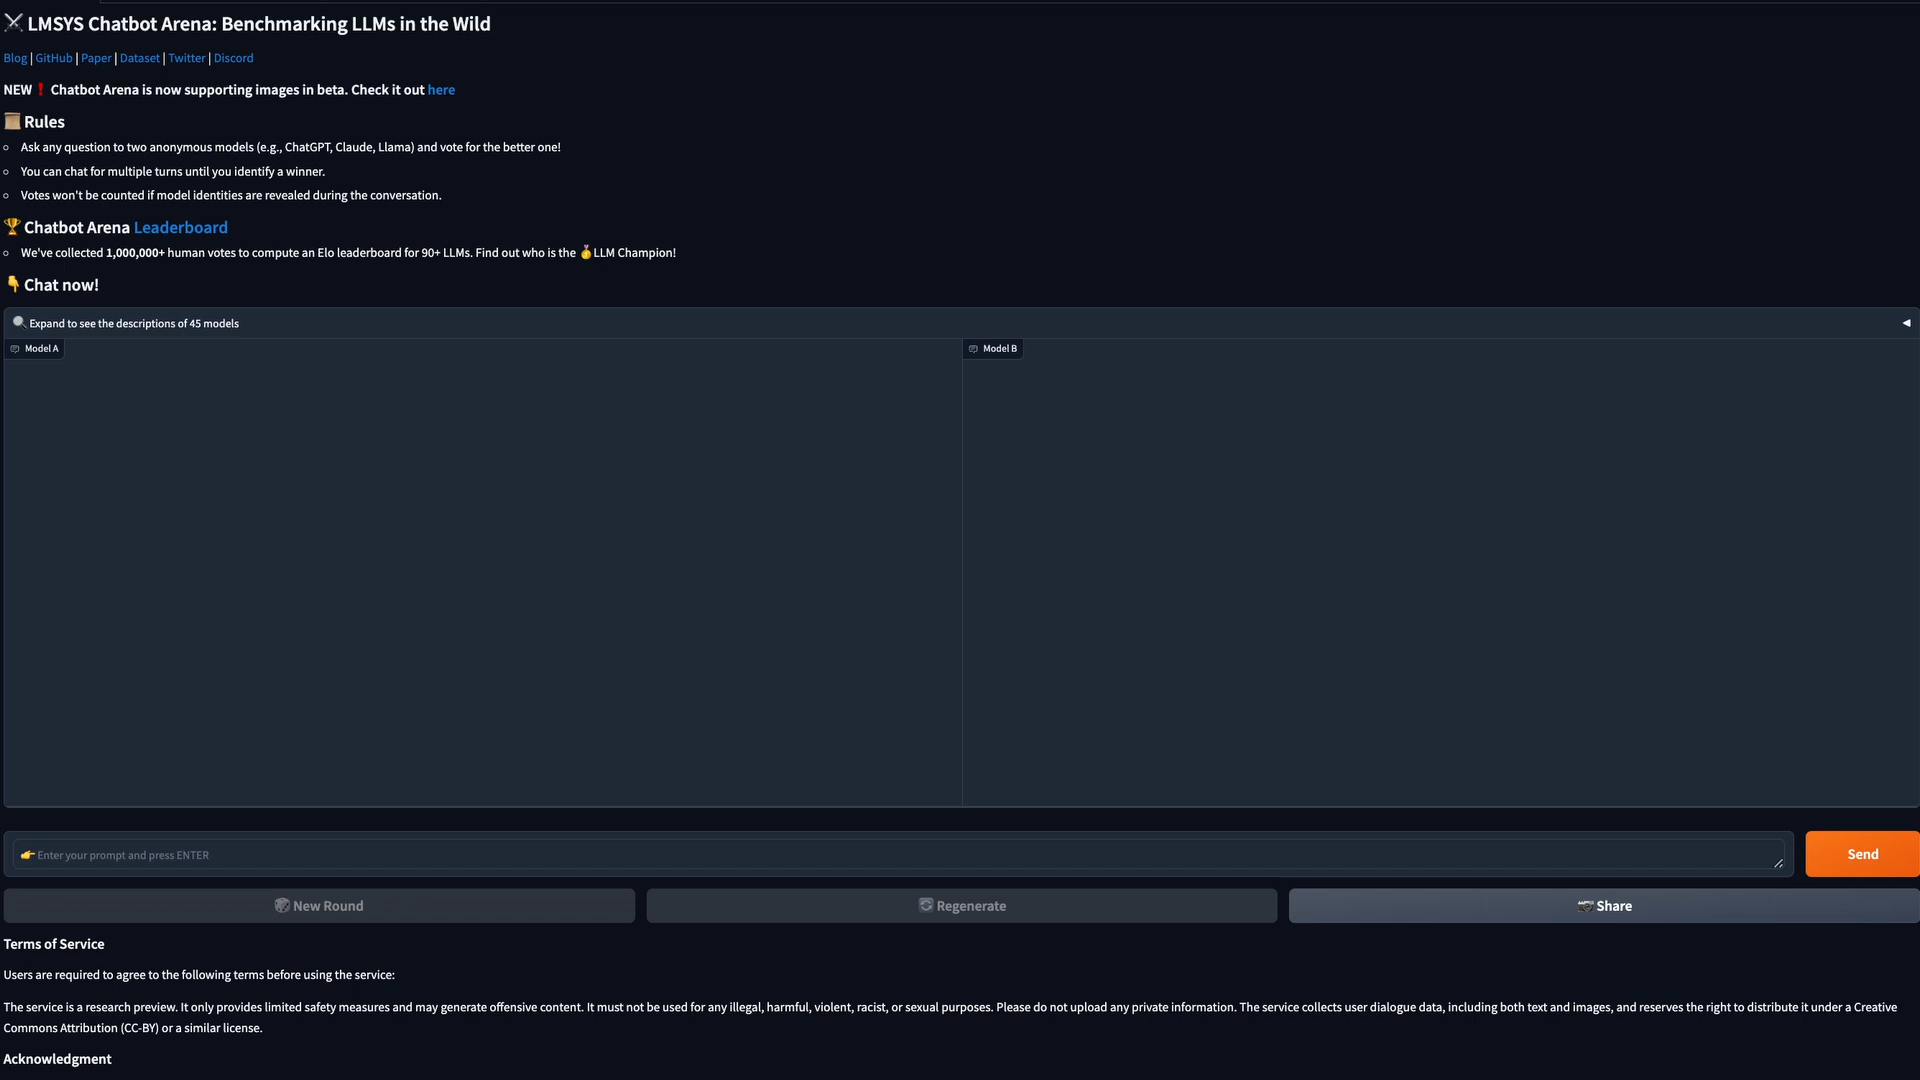 ⚔️ LMSYS Chatbot Arena: Benchmarking LLMs in the Wild
Blog | GitHub | Paper | Dataset | Twitter | Discord
NEW❗ Chatbot Arena is now supporting images in beta. Check it out here
📜 Rules
Ask any question to two anonymous models (e.g., ChatGPT, Claude, Llama) and vote for the better one!
You can chat for multiple turns until you identify a winner.
Votes won't be counted if model identities are revealed during the conversation.
🏆 Chatbot Arena Leaderboard
We've collected 1,000,000+ human votes to compute an Elo leaderboard for 90+ LLMs. Find out who is the 🥇LLM Champion!
👇 Chat now!
🔍 Expand to see the descriptions of 45 models
Model A
Model B
👉 Enter your prompt and press ENTER
Send
🎲 New Round
🔄 Regenerate
📷 Share
Terms of Service
Users are required to agree to the following terms before using the service:
The service is a research preview. It only provides limited safety measures and may generate offensive content. It must not be used for any illegal, harmful, violent, racist, or sexual purposes. Please do not upload any private information. The service collects user dialogue data, including both text and images, and reserves the right to distribute it under a Creative
Commons Attribution (CC-BY) or a similar license.
Acknowledgment